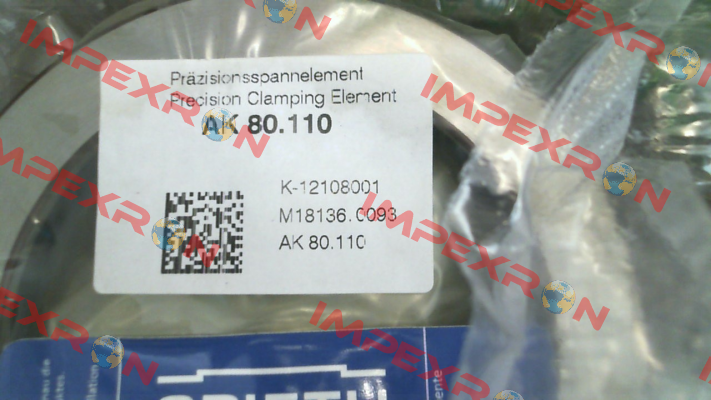 Präzisionsspannelement
Precision Clamping Element
AK 80.110
K-12108001
M18136.0093
AK 80.110
IMPEXRON
IMPEXRON
IMPEXRON
IMPEXRON
IMPEXRON
IMPEXRON
IMPEXRON